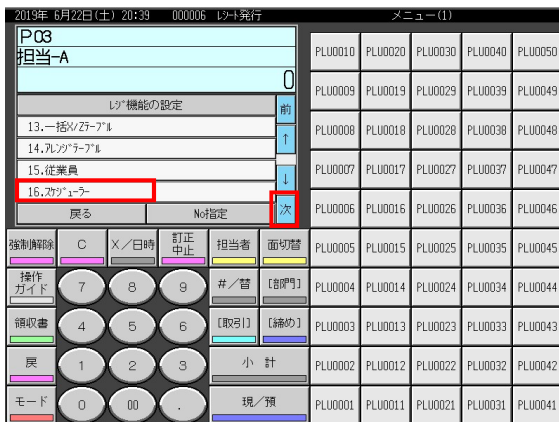 2019年 6月22日(土) 20:39 000006 ﾚｼｰﾄ発行 メニュー(1)
P03
担当-A
0
ﾚｼﾞ機能の設定 前
13.一括X/Zﾃｰﾌﾞﾙ
14.ｱﾚﾝｼﾞﾃｰﾌﾞﾙ ↑
15.従業員 ↓
16.ｽｹｼﾞｭｰﾗｰ
戻る No指定 次
強制解除 C X／日時 訂正中止 担当者 面切替
操作ガイド 7 8 9 #／替 [部門]
領収書 4 5 6 [取引] [締め]
戻 1 2 3 小 計
モード 0 00 . 現／預
PLU0010 PLU0020 PLU0030 PLU0040 PLU0050
PLU0009 PLU0019 PLU0029 PLU0039 PLU0049
PLU0008 PLU0018 PLU0028 PLU0038 PLU0048
PLU0007 PLU0017 PLU0027 PLU0037 PLU0047
PLU0006 PLU0016 PLU0026 PLU0036 PLU0046
PLU0005 PLU0015 PLU0025 PLU0035 PLU0045
PLU0004 PLU0014 PLU0024 PLU0034 PLU0044
PLU0003 PLU0013 PLU0023 PLU0033 PLU0043
PLU0002 PLU0012 PLU0022 PLU0032 PLU0042
PLU0001 PLU0011 PLU0021 PLU0031 PLU0041